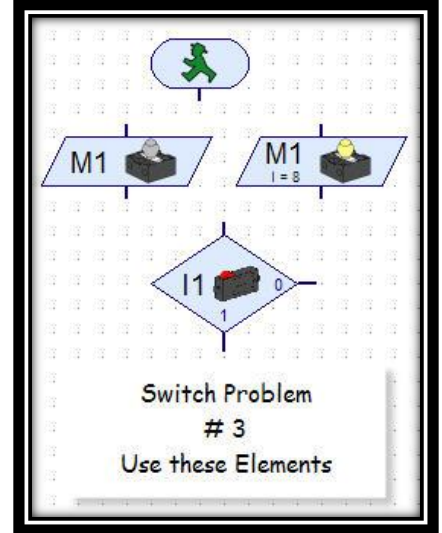 M1
M1
I = 8
I1
0
1
Switch Problem
# 3
Use these Elements